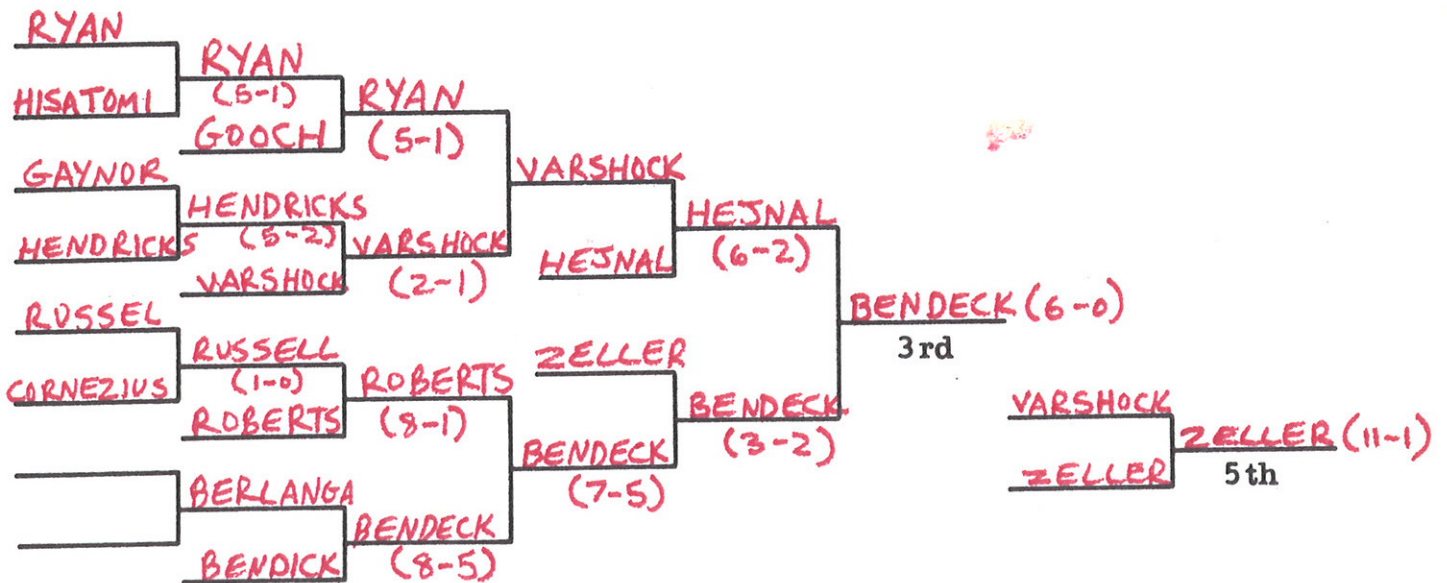 RYAN
HISATOMI
GAYNOR
HENDRICKS
RUSSEL
CORNEZIUS
RYAN
(5-1)
GOOCH
HENDRICKS
(5-2)
VARSHOCK
RUSSELL
(1-0)
ROBERTS
BERLANGA
BENDICK
RYAN
(5-1)
VARSHOCK
(2-1)
ROBERTS
(8-1)
BENDECK
(8-5)
VARSHOCK
HEJNAL
ZELLER
BENDECK
(7-5)
HEJNAL
(6-2)
BENDECK
(3-2)
BENDECK (6-0)
3rd
VARSHOCK
ZELLER
ZELLER (11-1)
5th